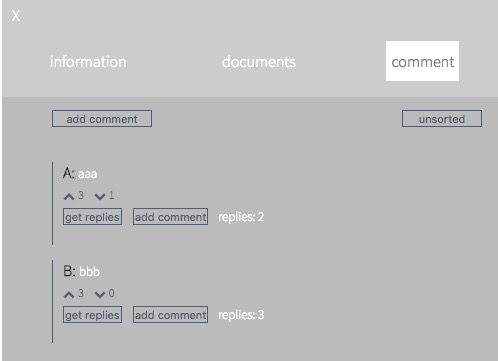 X
information documents comment
add comment unsorted
A: aaa
3 1
get replies add comment replies: 2
B: bbb
3 0
get replies add comment replies: 3